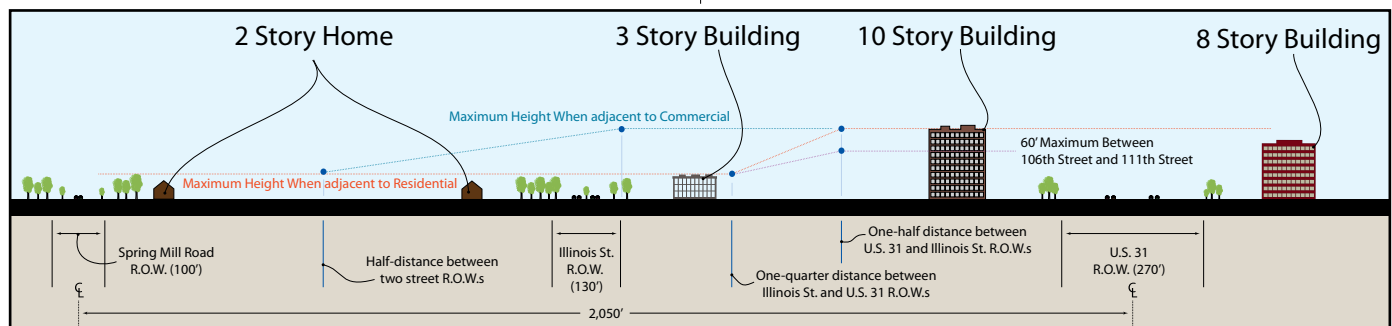 2 Story Home
3 Story Building
10 Story Building
8 Story Building
Maximum Height When adjacent to Commercial
60’ Maximum Between
106th Street and 111th Street
Maximum Height When adjacent to Residential
Spring Mill Road
R.O.W. (100’)
Half-distance between
two street R.O.W.s
Illinois St.
R.O.W.
(130’)
One-quarter distance between
Illinois St. and U.S. 31 R.O.W.s
One-half distance between
U.S. 31 and Illinois St. R.O.W.s
U.S. 31
R.O.W. (270’)
℄
℄
2,050’